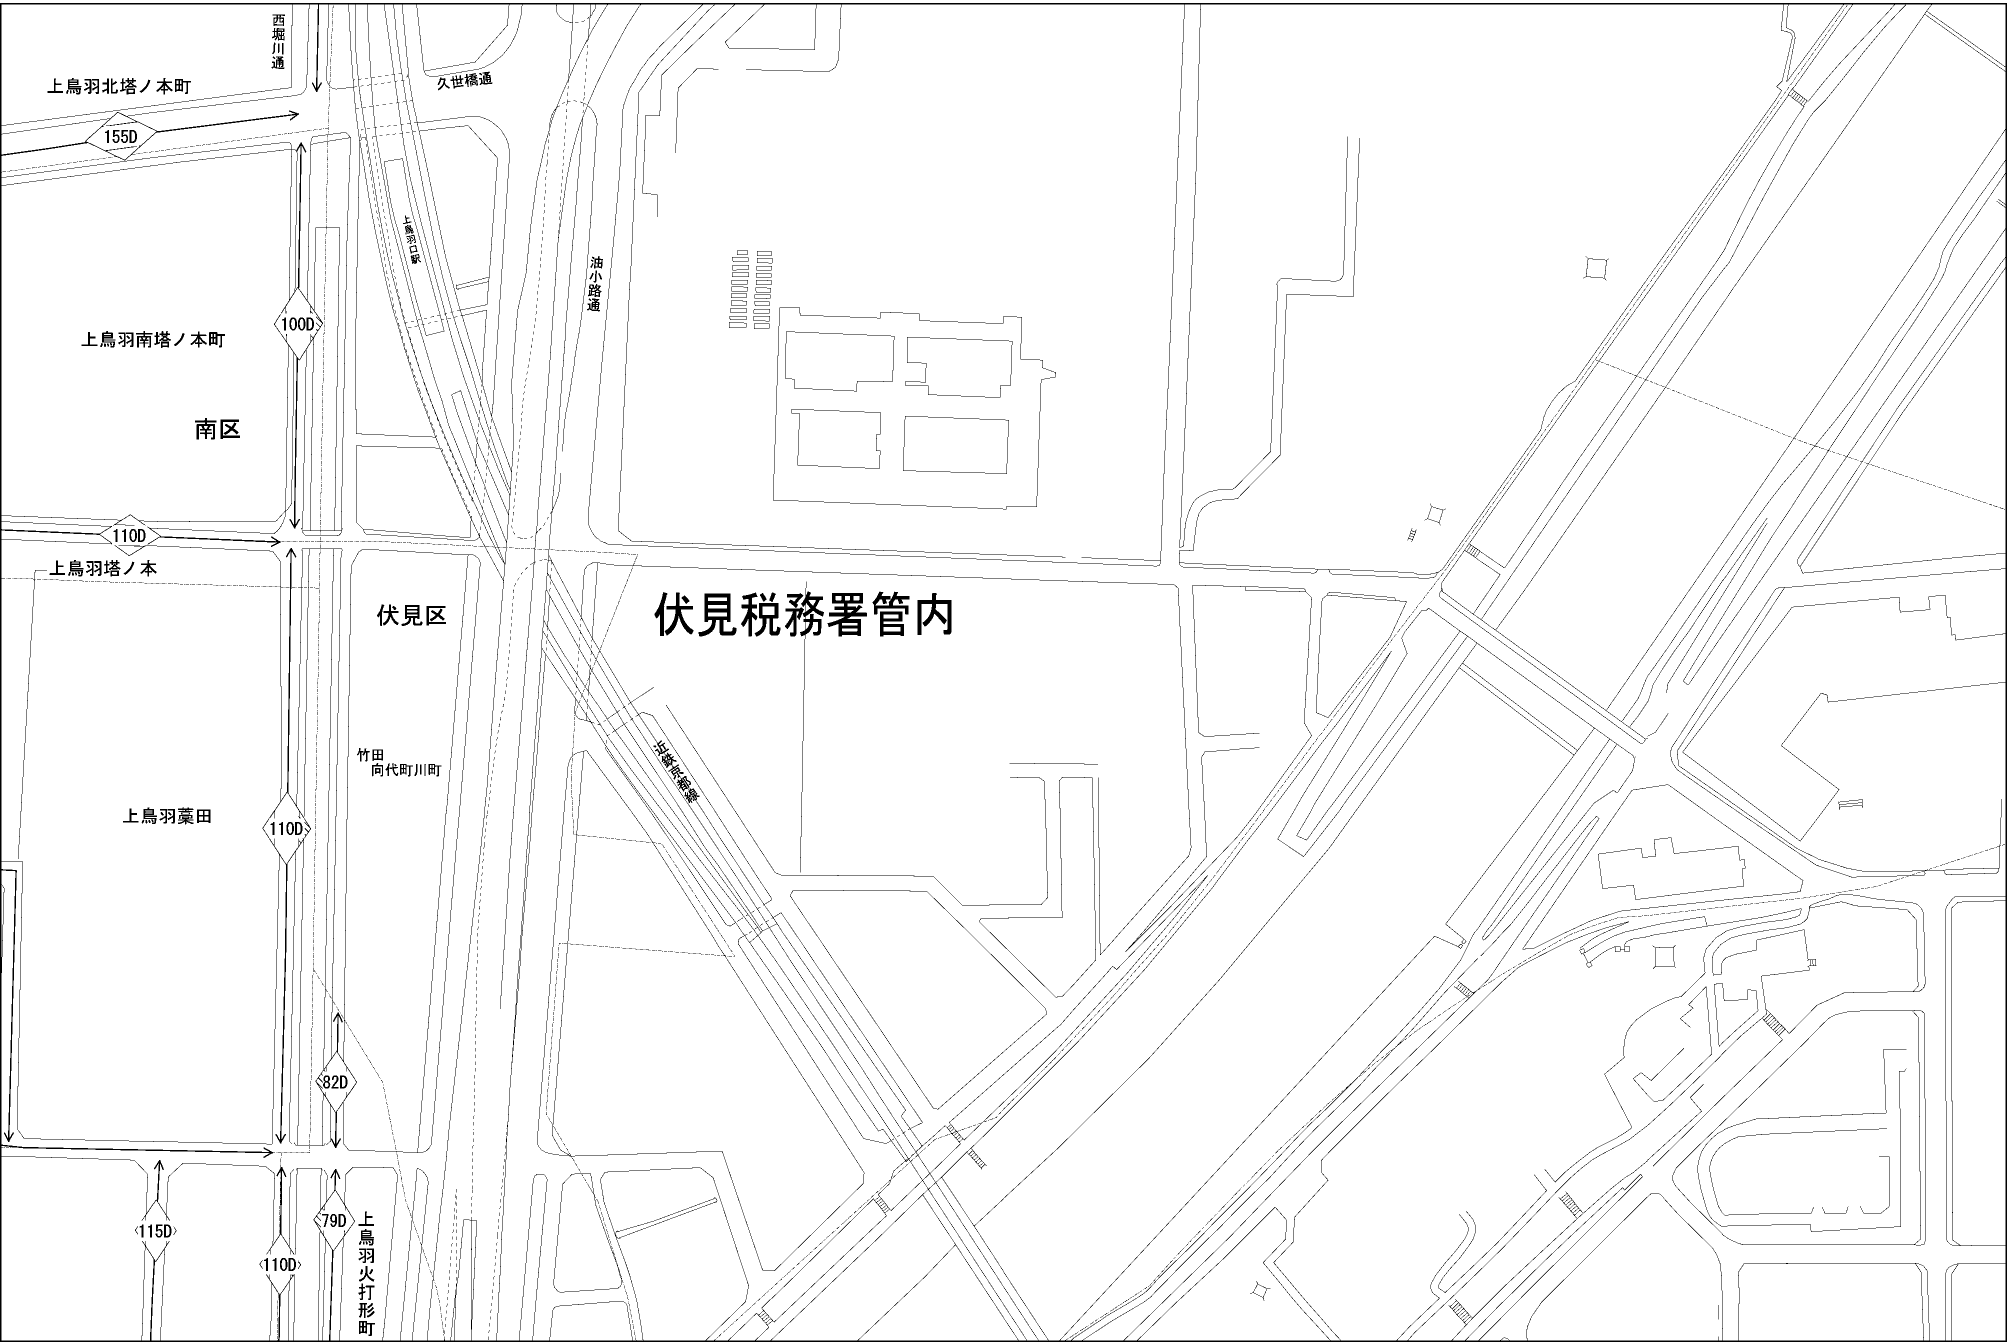 西堀川通
上鳥羽北塔ノ本町
久世橋通
155D
上鳥羽口駅
油小路通
100D
上鳥羽南塔ノ本町
南区
110D
上鳥羽塔ノ本
伏見区
伏見税務署管内
竹田
向代町川町
近鉄京都線
上鳥羽藁田
110D
82D
115D
79D
110D
上鳥羽火打形町